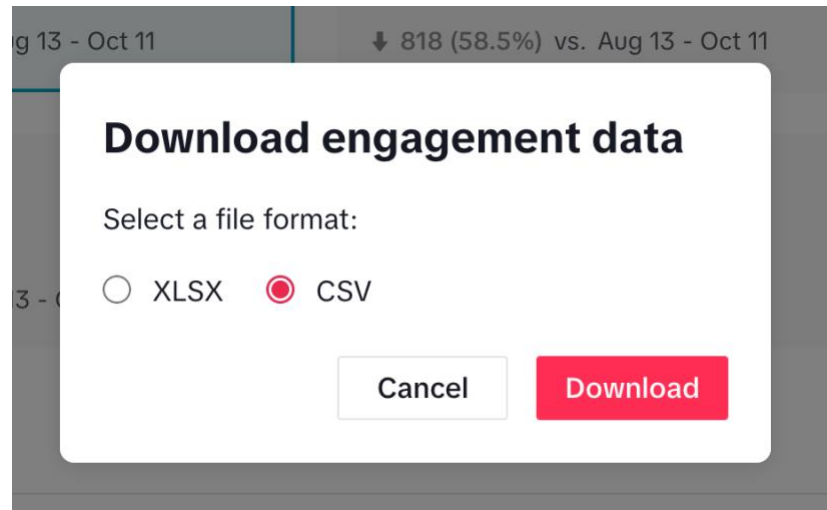 g 13 - Oct 11
818 (58.5%) vs. Aug 13 - Oct 11
Download engagement data
Select a file format:
3 -
XLSX
CSV
Cancel
Download